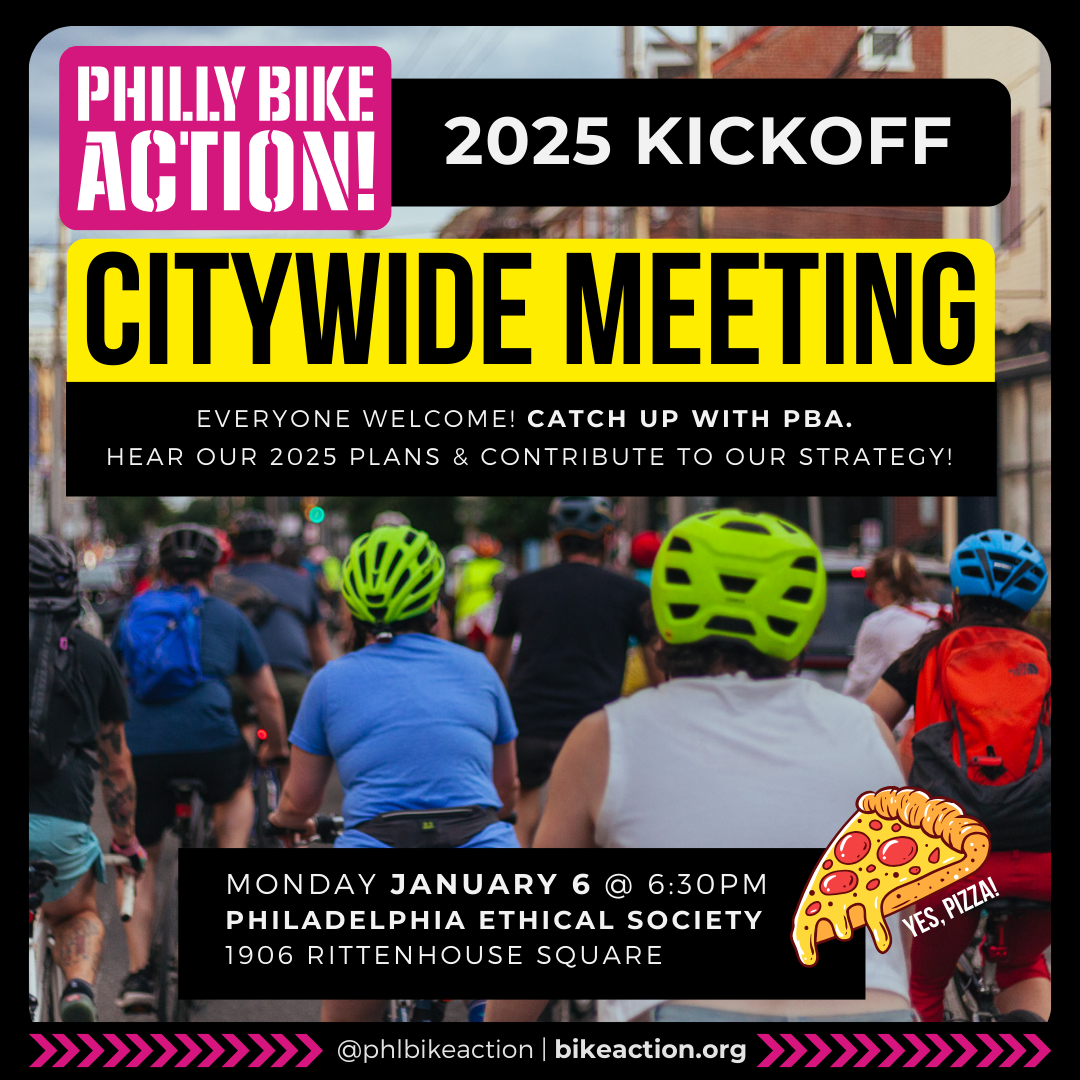 PHILLY BIKE
ACTION!
2025 KICKOFF
CITYWIDE MEETING
EVERYONE WELCOME! CATCH UP WITH PBA.
HEAR OUR 2025 PLANS & CONTRIBUTE TO OUR STRATEGY!
MONDAY JANUARY 6 @ 6:30PM
PHILADELPHIA ETHICAL SOCIETY
1906 RITTENHOUSE SQUARE
YES, PIZZA!
@phlbikeaction | bikeaction.org